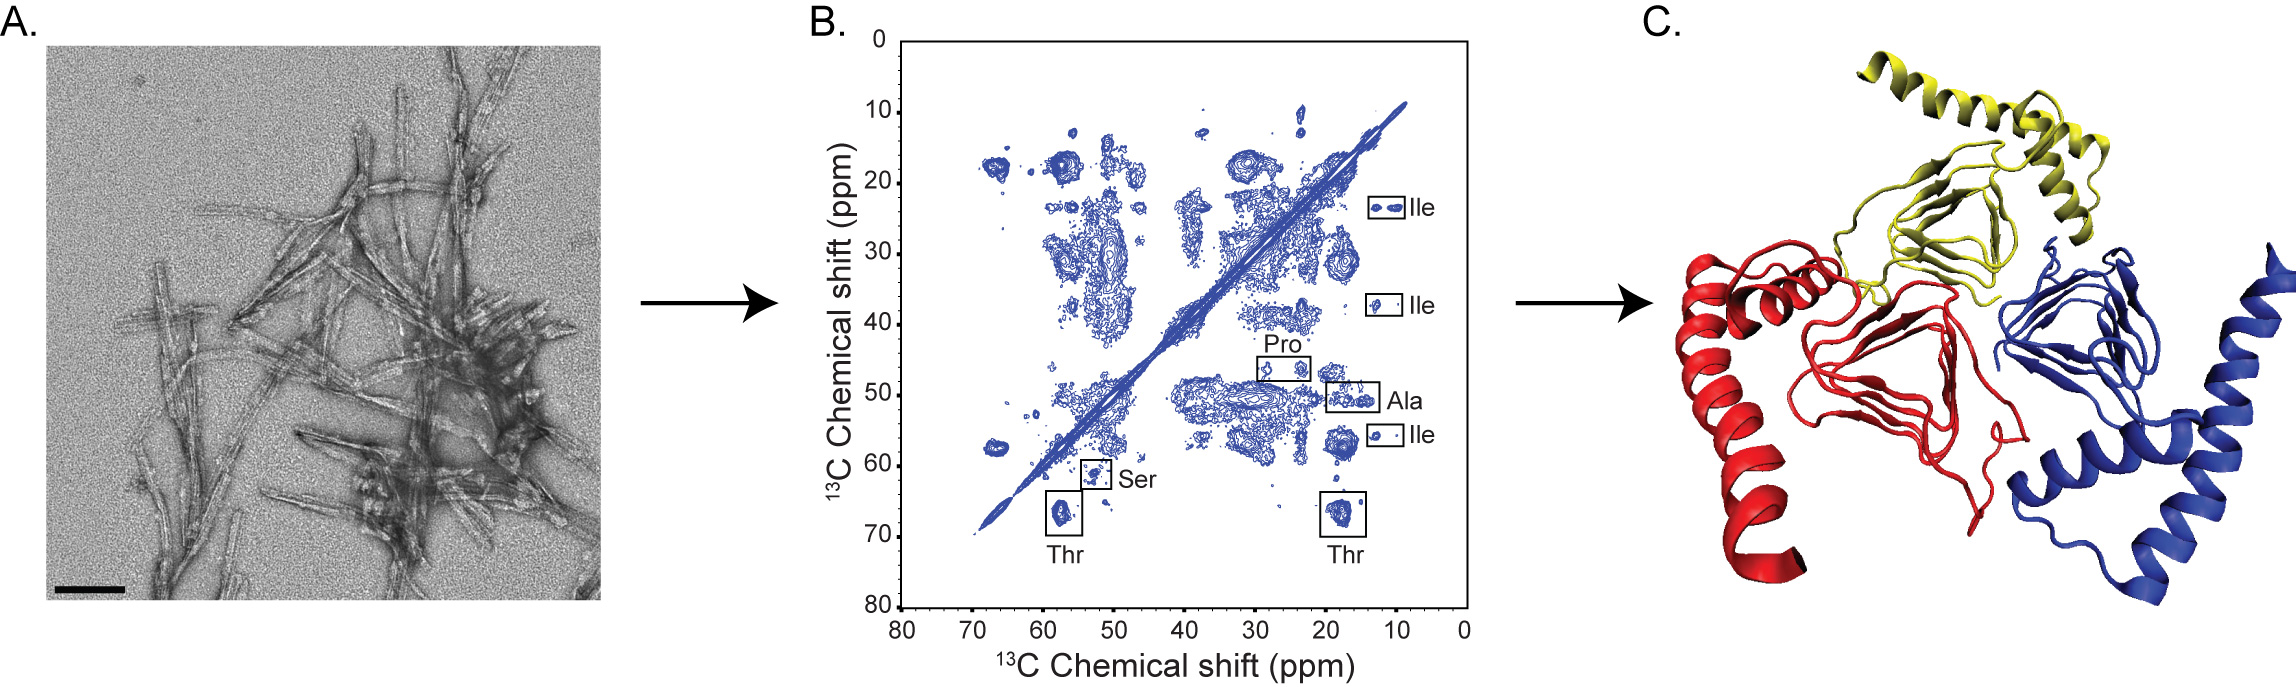 A.
B.
C.
0
10
20
30
40
50
60
70
80
¹³C Chemical shift (ppm)
Ile
Ile
Pro
Ala
Ile
Ser
Thr
Thr
80 70 60 50 40 30 20 10 0
¹³C Chemical shift (ppm)